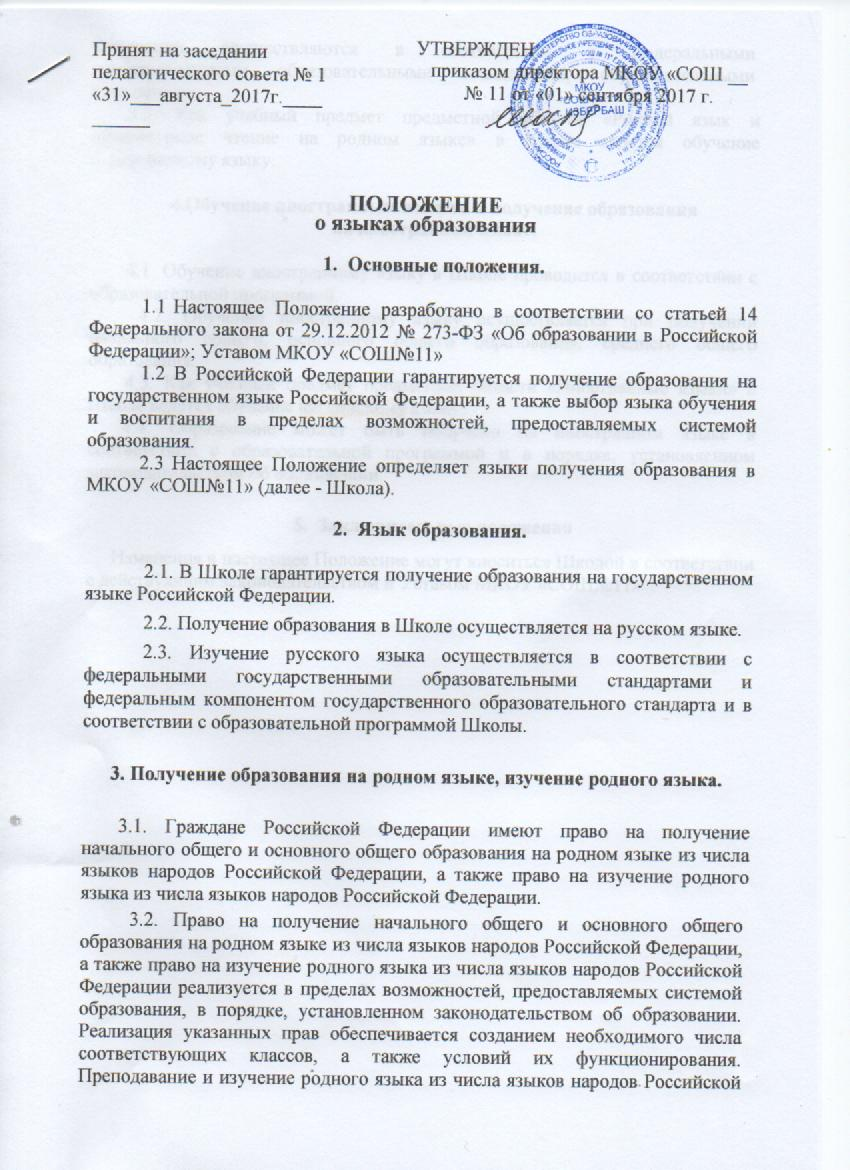 Принят на заседании
педагогического совета № 1
«31»___августа_2017г.____
______
УТВЕРЖДЕН
приказом директора МКОУ «СОШ __
№ 11 от «01» сентября 2017 г.
МКОУ
ИЗБЕРБАШ
ПОЛОЖЕНИЕ
о языках образования
1. Основные положения.
1.1 Настоящее Положение разработано в соответствии со статьей 14
Федерального закона от 29.12.2012 № 273-ФЗ «Об образовании в Российской
Федерации»; Уставом МКОУ «СОШ№11»
1.2 В Российской Федерации гарантируется получение образования на
государственном языке Российской Федерации, а также выбор языка обучения
и воспитания в пределах возможностей, предоставляемых системой
образования.
2.3 Настоящее Положение определяет языки получения образования в
МКОУ «СОШ№11» (далее - Школа).
2. Язык образования.
2.1. В Школе гарантируется получение образования на государственном
языке Российской Федерации.
2.2. Получение образования в Школе осуществляется на русском языке.
2.3. Изучение русского языка осуществляется в соответствии с
федеральными государственными образовательными стандартами и
федеральным компонентом государственного образовательного стандарта и в
соответствии с образовательной программой Школы.
3. Получение образования на родном языке, изучение родного языка.
3.1. Граждане Российской Федерации имеют право на получение
начального общего и основного общего образования на родном языке из числа
языков народов Российской Федерации, а также право на изучение родного
языка из числа языков народов Российской Федерации.
3.2. Право на получение начального общего и основного общего
образования на родном языке из числа языков народов Российской Федерации,
а также право на изучение родного языка из числа языков народов Российской
Федерации реализуется в пределах возможностей, предоставляемых системой
образования, в порядке, установленном законодательством об образовании.
Реализация указанных прав обеспечивается созданием необходимого числа
соответствующих классов, а также условий их функционирования.
Преподавание и изучение родного языка из числа языков народов Российской